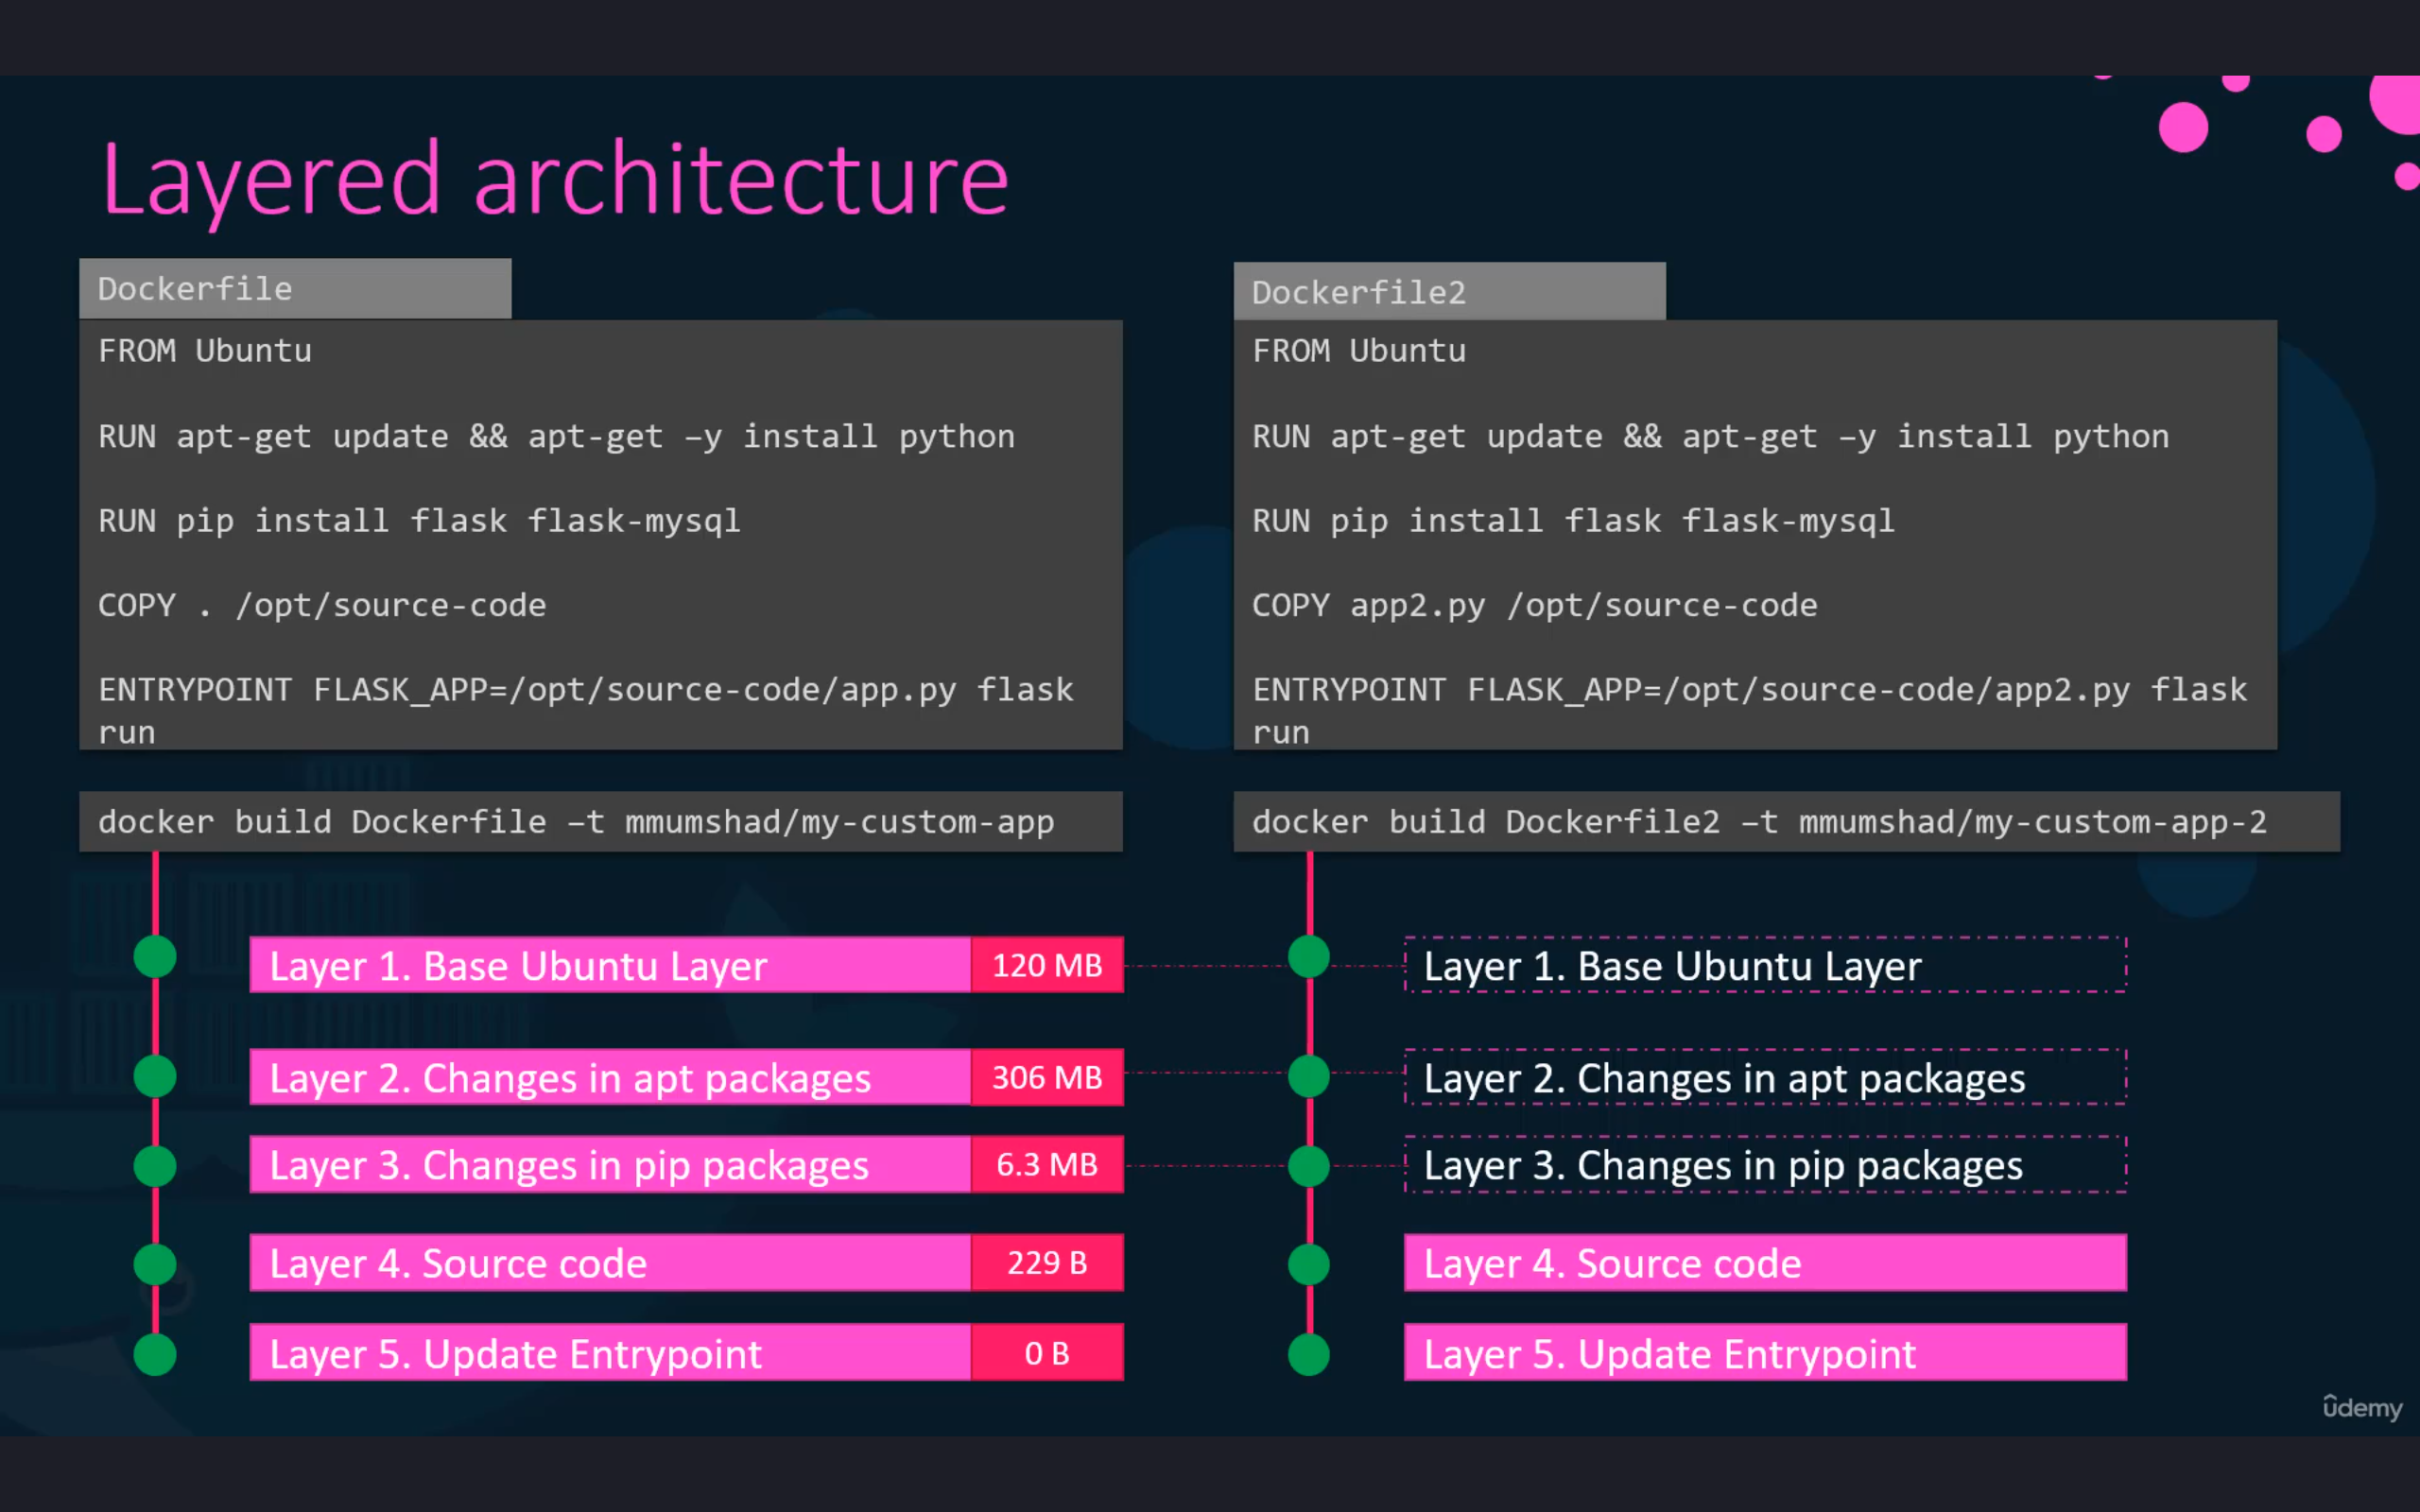 Layered architecture
Dockerfile
FROM Ubuntu
RUN apt-get update && apt-get –y install python
RUN pip install flask flask-mysql
COPY . /opt/source-code
ENTRYPOINT FLASK_APP=/opt/source-code/app.py flask
run
docker build Dockerfile –t mmumshad/my-custom-app
Layer 1. Base Ubuntu Layer 120 MB
Layer 2. Changes in apt packages 306 MB
Layer 3. Changes in pip packages 6.3 MB
Layer 4. Source code 229 B
Layer 5. Update Entrypoint 0 B
Dockerfile2
FROM Ubuntu
RUN apt-get update && apt-get –y install python
RUN pip install flask flask-mysql
COPY app2.py /opt/source-code
ENTRYPOINT FLASK_APP=/opt/source-code/app2.py flask
run
docker build Dockerfile2 –t mmumshad/my-custom-app-2
Layer 1. Base Ubuntu Layer
Layer 2. Changes in apt packages
Layer 3. Changes in pip packages
Layer 4. Source code
Layer 5. Update Entrypoint
ûdemy